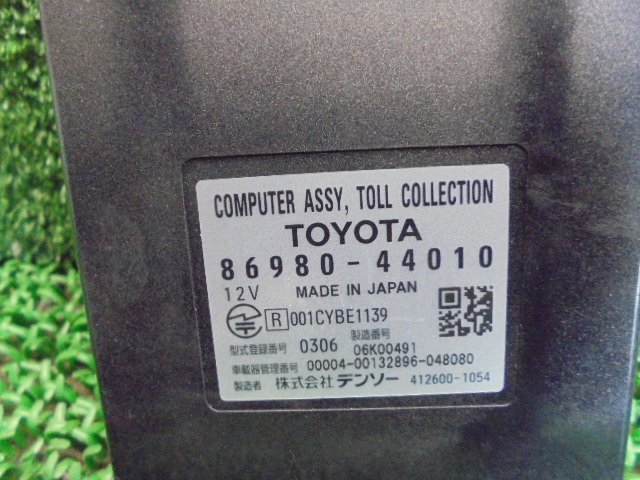 COMPUTER ASSY, TOLL COLLECTION
TOYOTA
86980-44010
12V MADE IN JAPAN
R 001CYBE1139
型式登録番号 0306 製造番号 06K00491
車載器管理番号 00004-00132896-048080
製造者 株式会社 デンソー 412600-1054